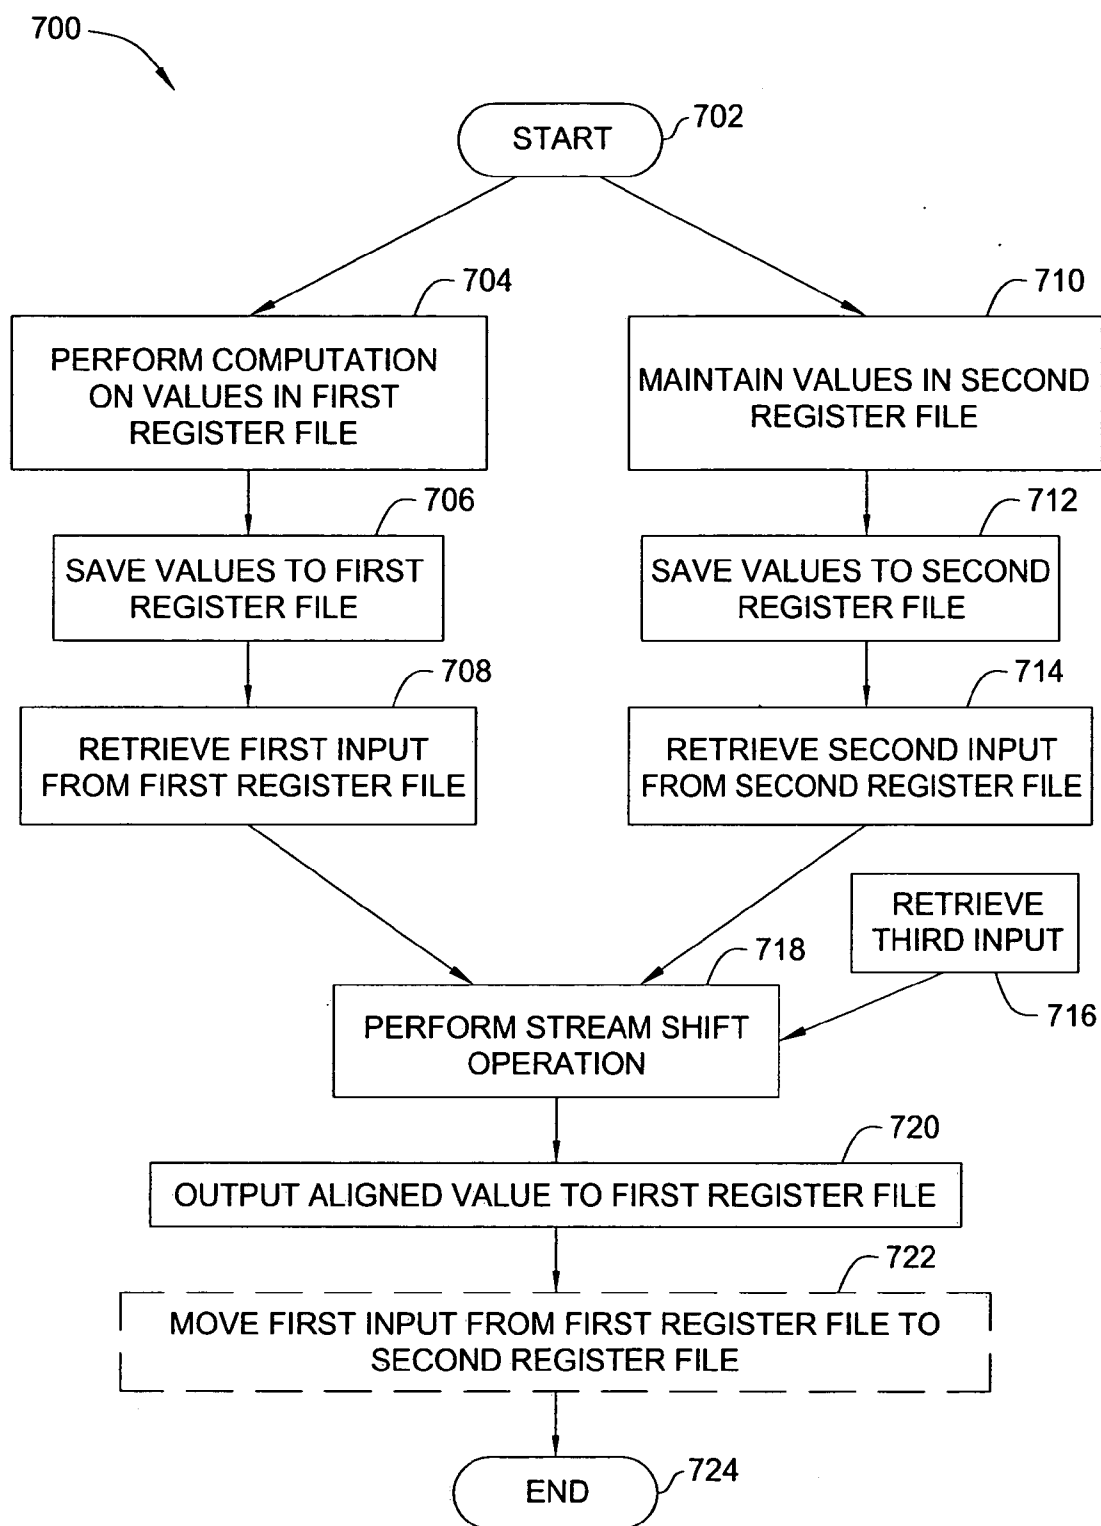 700
START
702
704
PERFORM COMPUTATION
ON VALUES IN FIRST
REGISTER FILE
710
MAINTAIN VALUES IN SECOND
REGISTER FILE
706
SAVE VALUES TO FIRST
REGISTER FILE
712
SAVE VALUES TO SECOND
REGISTER FILE
708
RETRIEVE FIRST INPUT
FROM FIRST REGISTER FILE
714
RETRIEVE SECOND INPUT
FROM SECOND REGISTER FILE
RETRIEVE
THIRD INPUT
716
718
PERFORM STREAM SHIFT
OPERATION
720
OUTPUT ALIGNED VALUE TO FIRST REGISTER FILE
722
MOVE FIRST INPUT FROM FIRST REGISTER FILE TO
SECOND REGISTER FILE
END
724